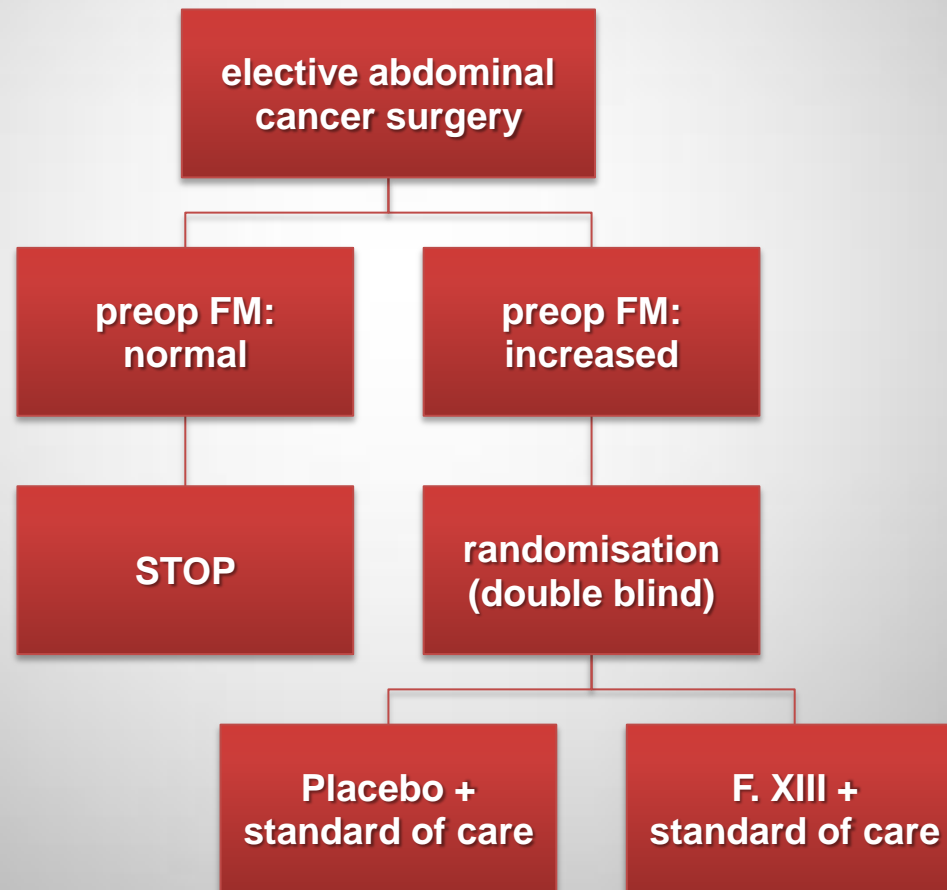 elective abdominal
cancer surgery
preop FM:
normal
preop FM:
increased
STOP
randomisation
(double blind)
Placebo +
standard of care
F. XIII +
standard of care